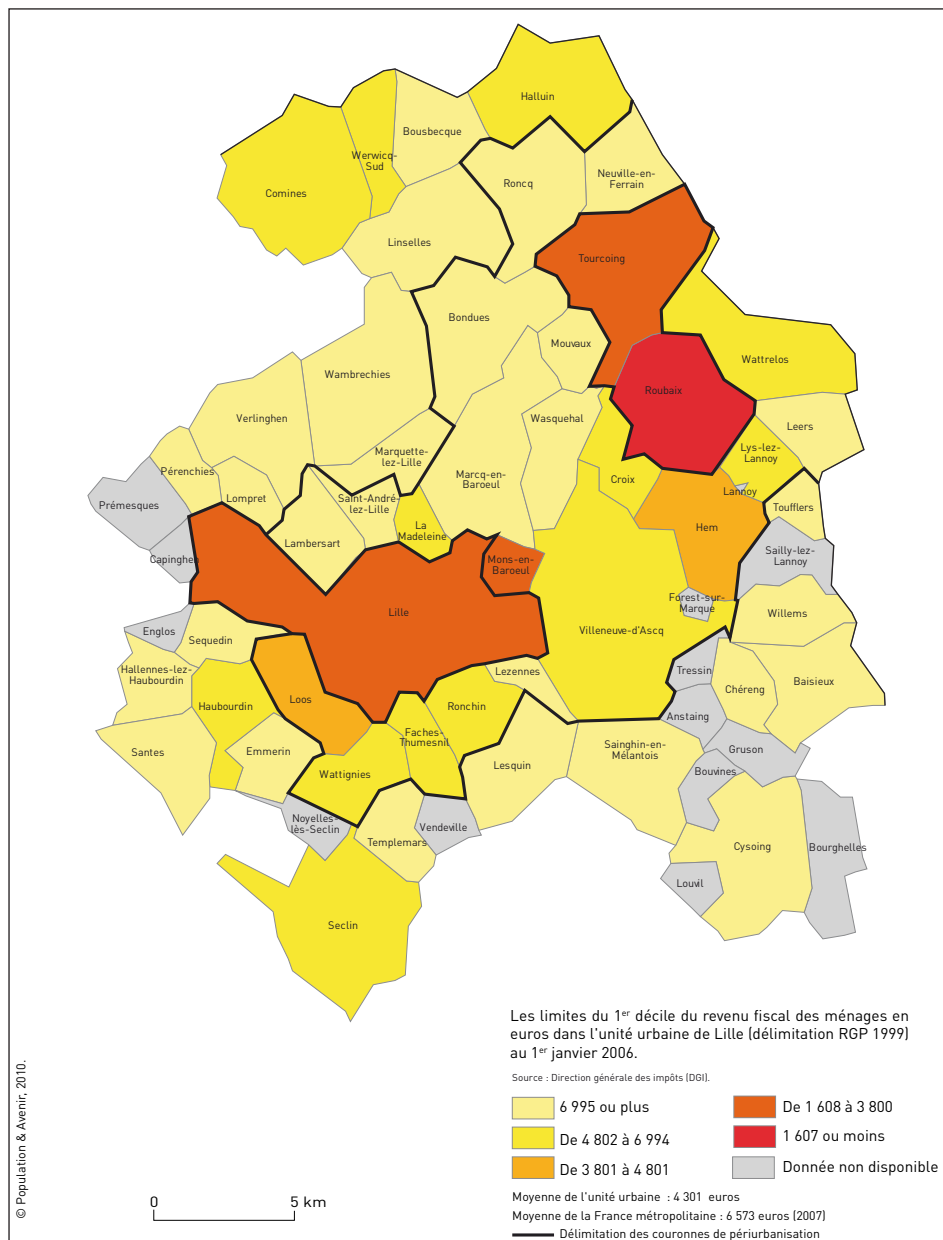 Halluin
Bousbecque
Werwicq-
Sud
Comines
Roncq
Neuville-en-
Ferrain
Linselles
Tourcoing
Bondues
Mouvaux
Wattrelos
Wambrechies
Roubaix
Verlinghen
Wasquehal
Leers
Marquette-
lez-Lille
Lys-lez-
Lannoy
Pérenchies
Marcq-en-
Baroeul
Croix
Lannoy
Prémesques
Lompret
Saint-André-
lez-Lille
La
Madeleine
Toufflers
Hem
Lambersart
Capinghem
Mons-en-
Baroeul
Sailly-lez-
Lannoy
Forest-sur-
Marque
Lille
Willems
Englos
Sequedin
Villeneuve-d'Ascq
Hallennes-lez-
Haubourdin
Lezennes
Tressin
Chéreng
Baisieux
Loos
Haubourdin
Ronchin
Anstaing
Faches-
Thumesnil
Santes
Emmerin
Sainghin-en-
Mélantois
Gruson
Wattignies
Lesquin
Bouvines
Noyelles-
lès-Seclin
Vendeville
Templemars
Cysoing
Bourghelles
Louvil
Seclin
Les limites du 1er décile du revenu fiscal des ménages en
euros dans l'unité urbaine de Lille (délimitation RGP 1999)
au 1er janvier 2006.
Source : Direction générale des impôts (DGI).
6 995 ou plus
De 4 802 à 6 994
De 3 801 à 4 801
De 1 608 à 3 800
1 607 ou moins
Donnée non disponible
Moyenne de l'unité urbaine : 4 301 euros
Moyenne de la France métropolitaine : 6 573 euros (2007)
Délimitation des couronnes de périurbanisation
0 5 km
© Population & Avenir, 2010.